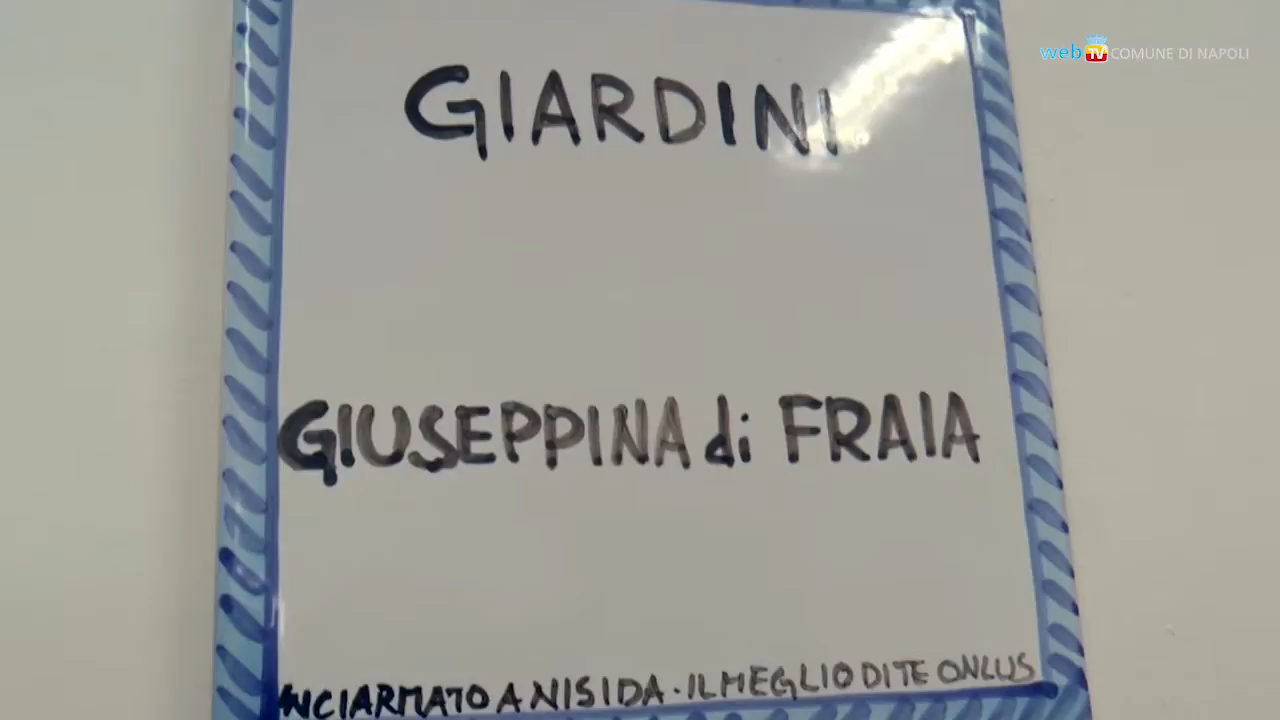 web TV COMUNE DI NAPOLI
GIARDINI
GIUSEPPINA di FRAIA
'NCIARMATO A NISIDA · IL MEGLIO DI TE ONLUS